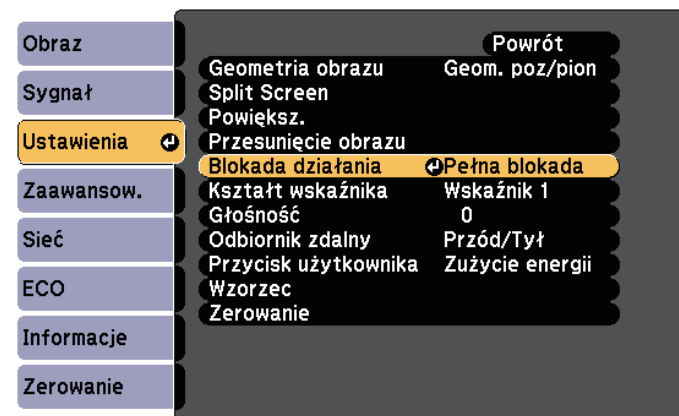 Obraz
Sygnał
Ustawienia
Zaawansow.
Sieć
ECO
Informacje
Zerowanie
Powrót
Geometria obrazu Geom. poz/pion
Split Screen
Powiększ.
Przesunięcie obrazu
Blokada działania Pełna blokada
Kształt wskaźnika Wskaźnik 1
Głośność 0
Odbiornik zdalny Przód/Tył
Przycisk użytkownika Zużycie energii
Wzorzec
Zerowanie